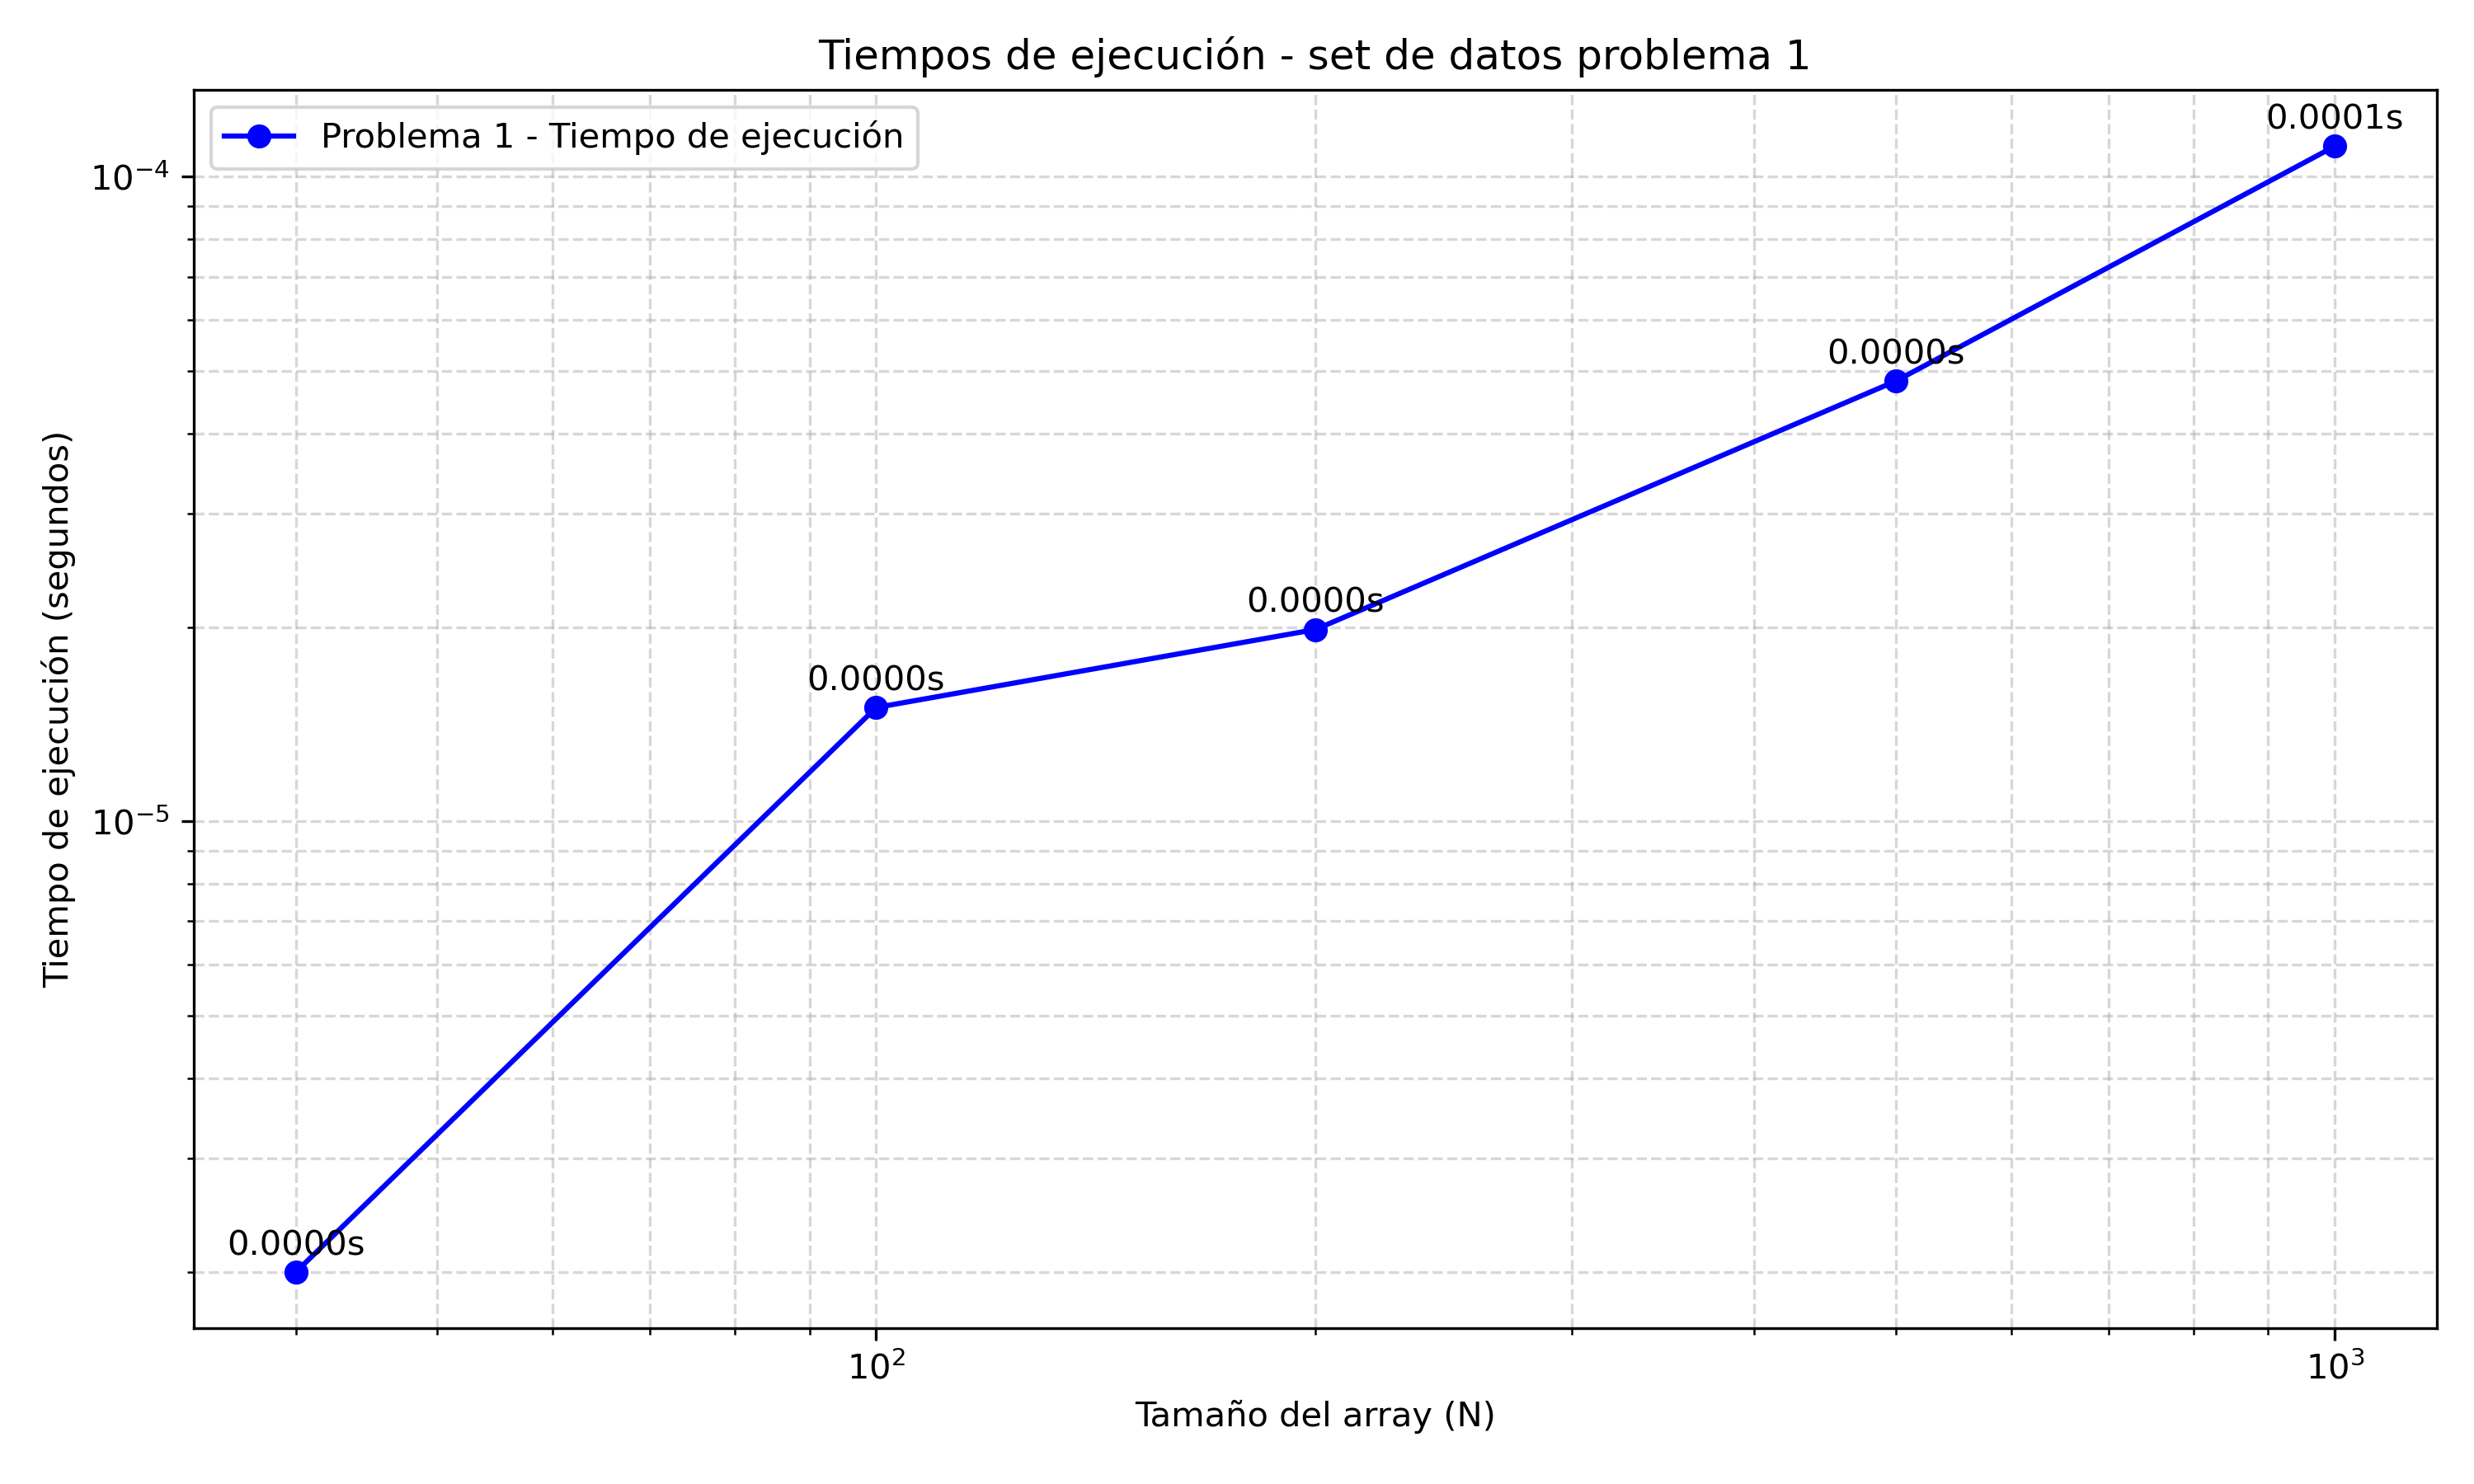 Tiempos de ejecución - set de datos problema 1
Problema 1 - Tiempo de ejecución
0.0001s
10⁻⁴
0.0000s
0.0000s
0.0000s
10⁻⁵
0.0000s
Tiempo de ejecución (segundos)
10²
10³
Tamaño del array (N)